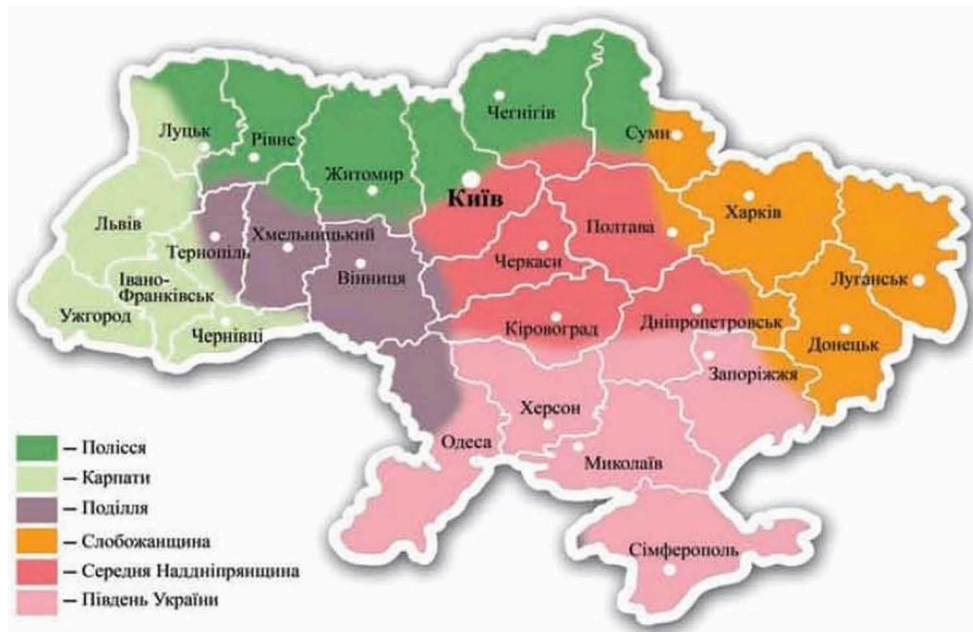 Чегнігів
Луцьк
Рівне
Суми
Житомир
Київ
Харків
Львів
Тернопіль
Хмельницький
Полтава
Вінниця
Черкаси
Івано-
Франківськ
Луганськ
Ужгород
Чернівці
Кіровоград
Дніпропетровськ
Донецьк
Запоріжжя
Херсон
Одеса
Миколаїв
Сімферополь
– Полісся
– Карпати
– Поділля
– Слобожанщина
– Середня Наддніпрянщина
– Південь України